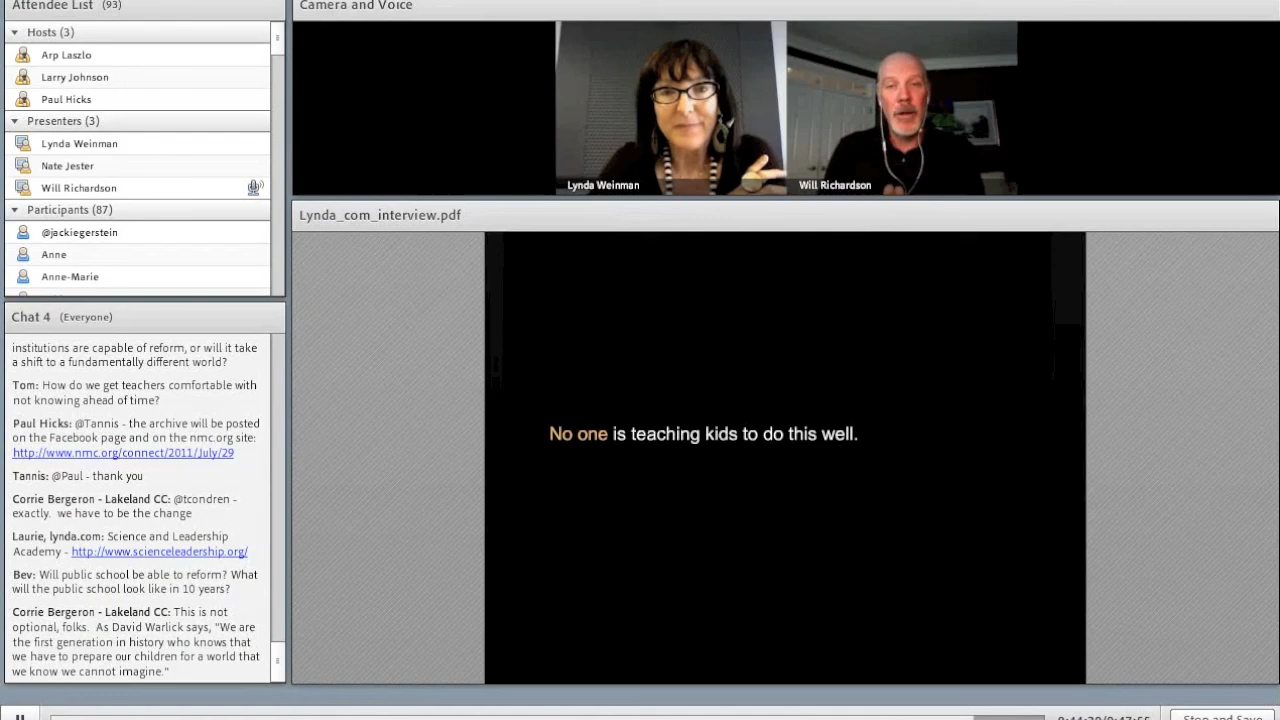 Attendee List (93)
Hosts (3)
Arp Laszlo
Larry Johnson
Paul Hicks
Presenters (3)
Lynda Weinman
Nate Jester
Will Richardson
Participants (87)
@jackiegerstein
Anne
Anne-Marie
Chat 4 (Everyone)
institutions are capable of reform, or will it take
a shift to a fundamentally different world?
Tom: How do we get teachers comfortable with
not knowing ahead of time?
Paul Hicks: @Tannis - the archive will be posted
on the Facebook page and on the nmc.org site:
http://www.nmc.org/connect/2011/July/29
Tannis: @Paul - thank you
Corrie Bergeron - Lakeland CC: @tcondren -
exactly. we have to be the change
Laurie, lynda.com: Science and Leadership
Academy - http://www.scienceleadership.org/
Bev: Will public school be able to reform? What
will the public school look like in 10 years?
Corrie Bergeron - Lakeland CC: This is not
optional, folks. As David Warlick says, "We are
the first generation in history who knows that
we have to prepare our children for a world that
we know we cannot imagine."
Camera and Voice
Lynda Weinman
Will Richardson
Lynda_com_interview.pdf
No one is teaching kids to do this well.
Stop and Save